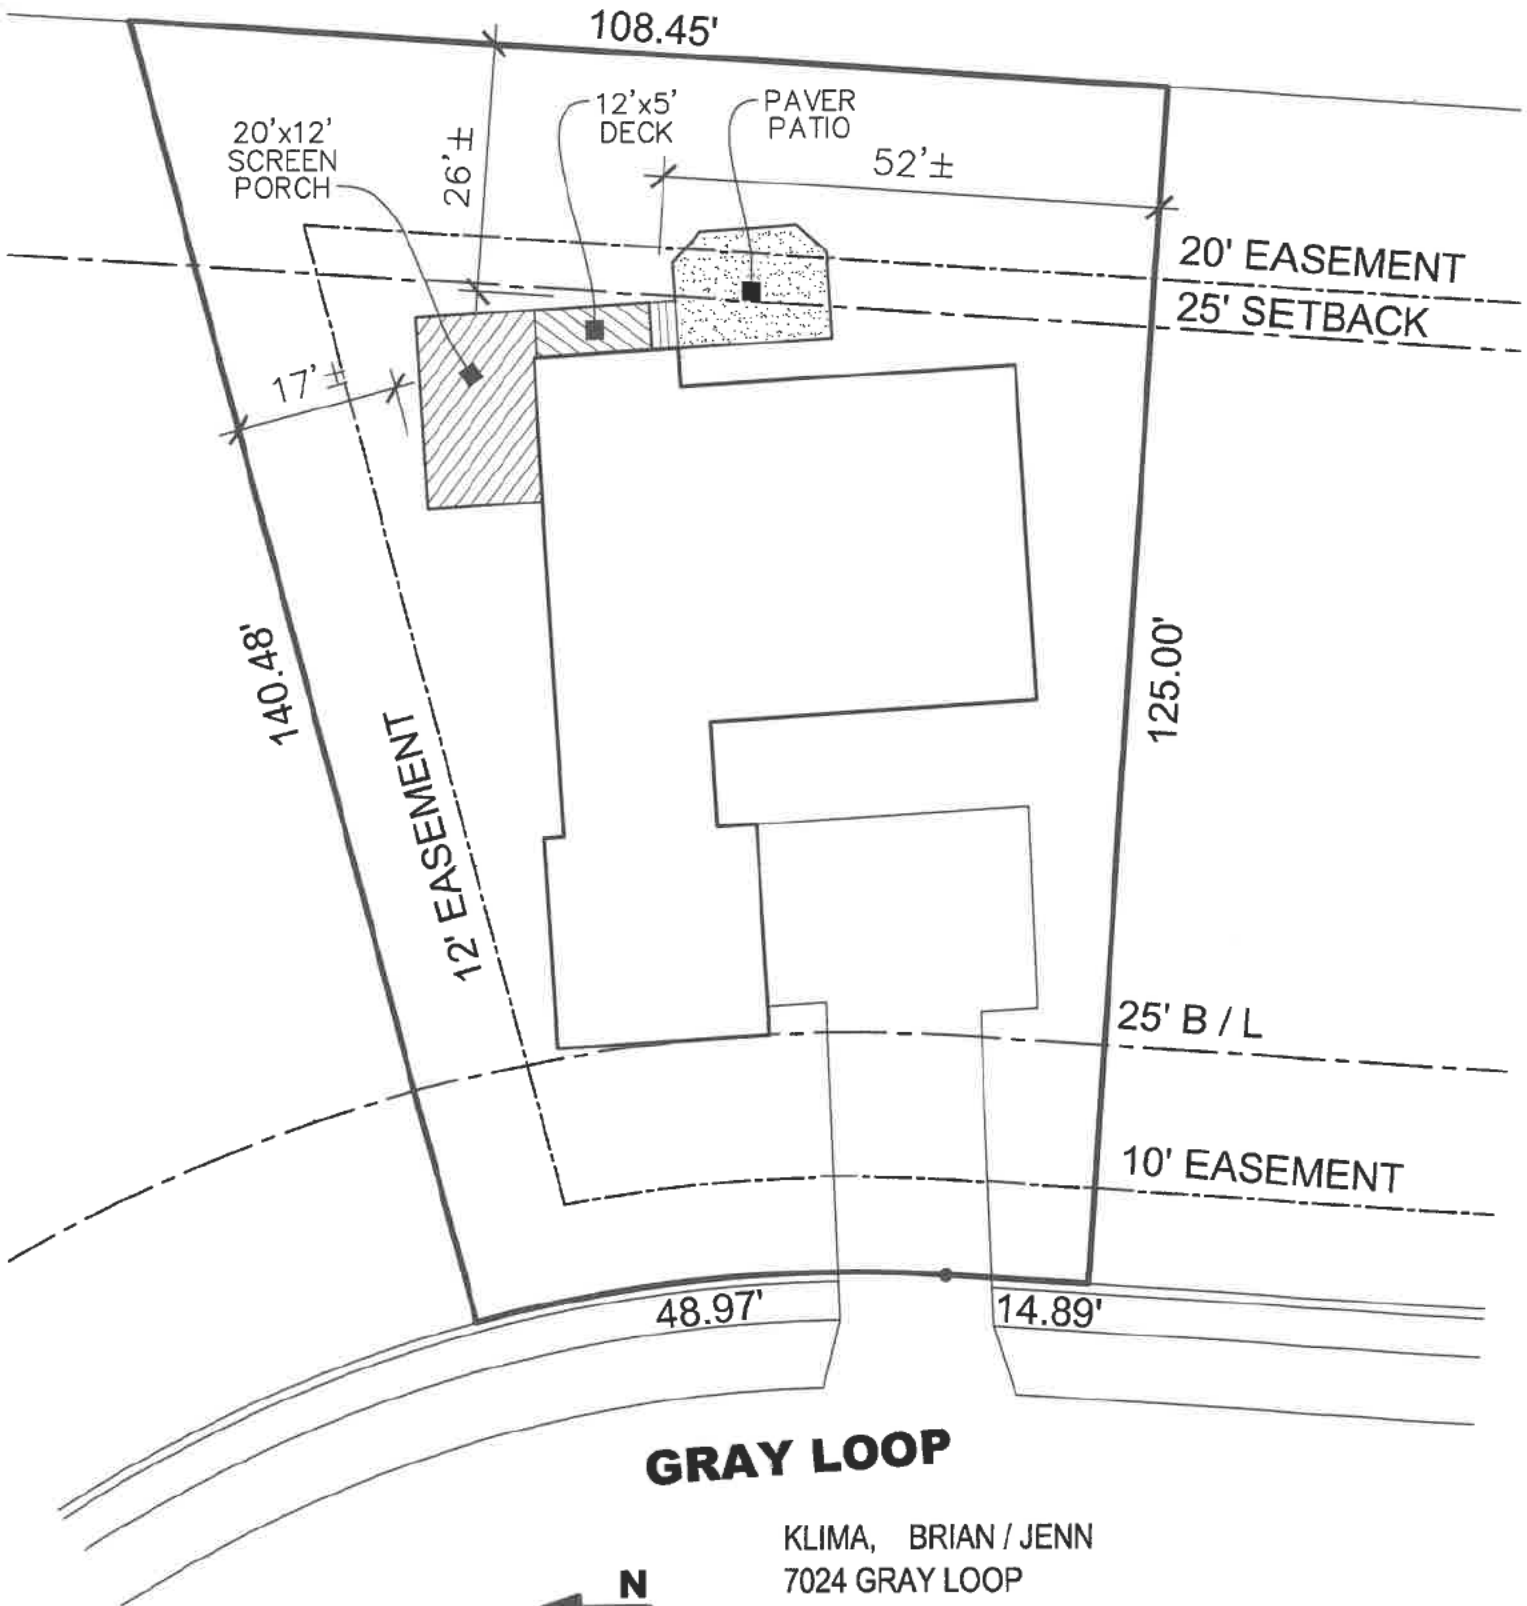 108.45'
12'x5'
DECK
PAVER
PATIO
20'x12'
SCREEN
PORCH
26'±
52'±
20' EASEMENT
25' SETBACK
17'±
140.48'
125.00'
12' EASEMENT
25' B / L
10' EASEMENT
48.97'
14.89'
GRAY LOOP
KLIMA, BRIAN / JENN
7024 GRAY LOOP
N